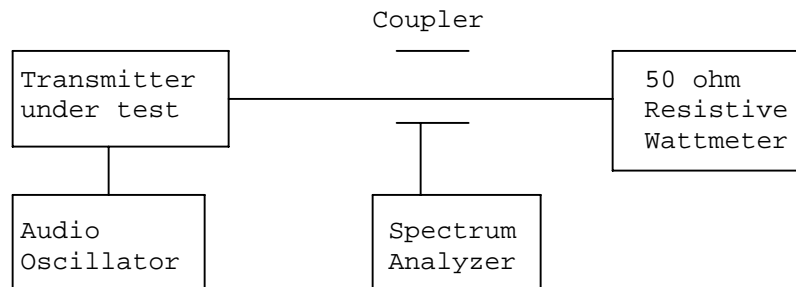 Coupler
Transmitter
under test
50 ohm
Resistive
Wattmeter
Audio
Oscillator
Spectrum
Analyzer